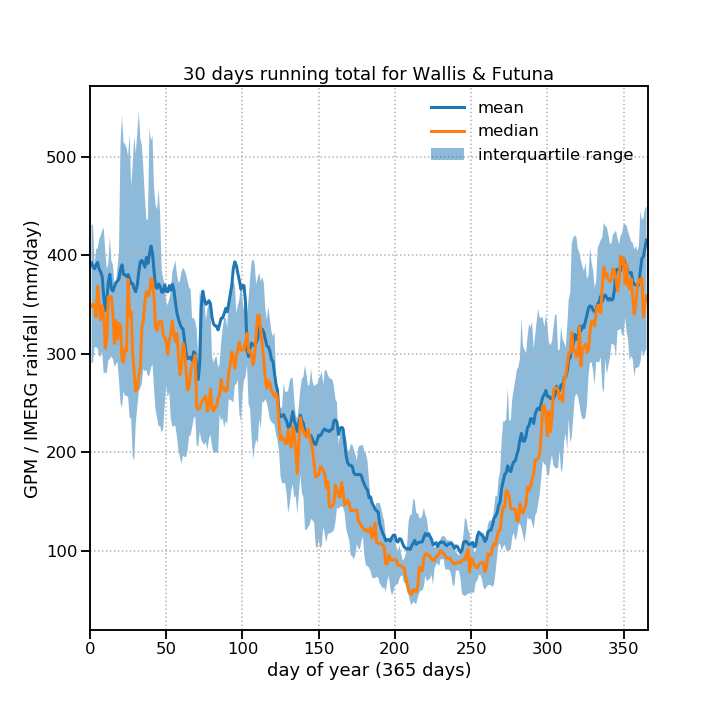 30 days running total for Wallis & Futuna
mean
median
interquartile range
GPM / IMERG rainfall (mm/day)
500
400
300
200
100
0 50 100 150 200 250 300 350
day of year (365 days)